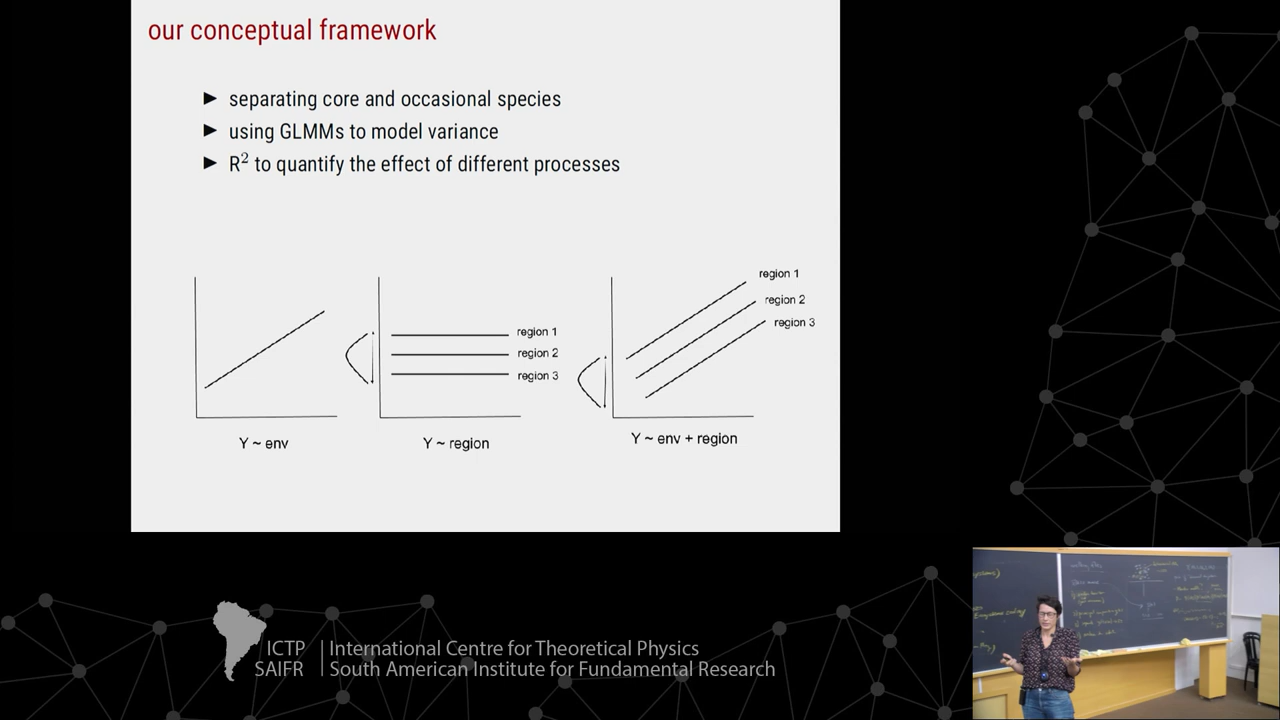 our conceptual framework
► separating core and occasional species
► using GLMMs to model variance
► R² to quantify the effect of different processes
region 1
region 2
region 3
region 1
region 2
region 3
Y ~ env
Y ~ region
Y ~ env + region
ICTP
SAIFR
International Centre for Theoretical Physics
South American Institute for Fundamental Research